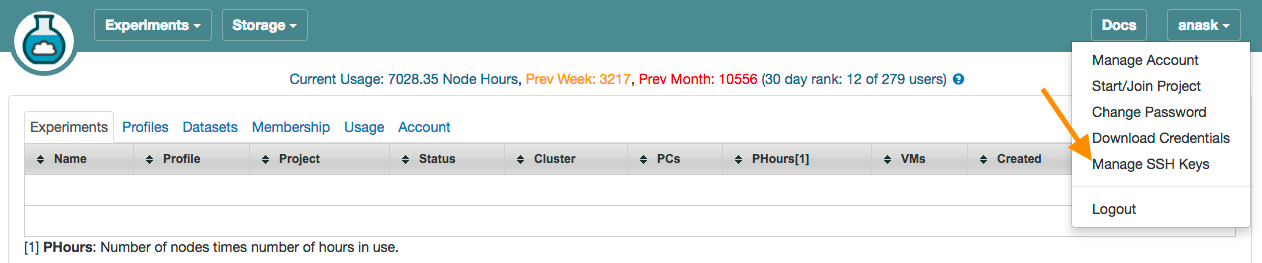 Experiments Storage Docs anask
Manage Account
Current Usage: 7028.35 Node Hours, Prev Week: 3217, Prev Month: 10556 (30 day rank: 12 of 279 users)
Start/Join Project
Change Password
Download Credentials
Manage SSH Keys
Logout
Experiments Profiles Datasets Membership Usage Account
Name Profile Project Status Cluster PCs PHours[1] VMs Created
[1] PHours: Number of nodes times number of hours in use.